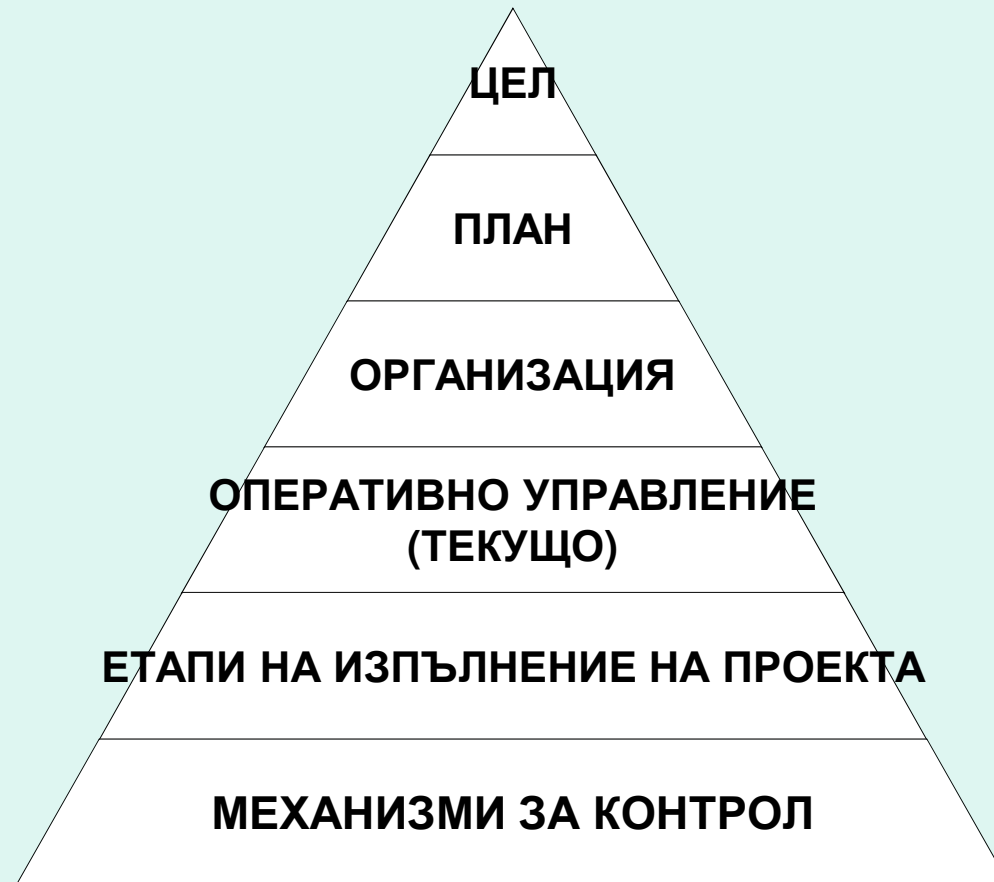 ЦЕЛ
ПЛАН
ОРГАНИЗАЦИЯ
ОПЕРАТИВНО УПРАВЛЕНИЕ
(ТЕКУЩО)
ЕТАПИ НА ИЗПЪЛНЕНИЕ НА ПРОЕКТА
МЕХАНИЗМИ ЗА КОНТРОЛ